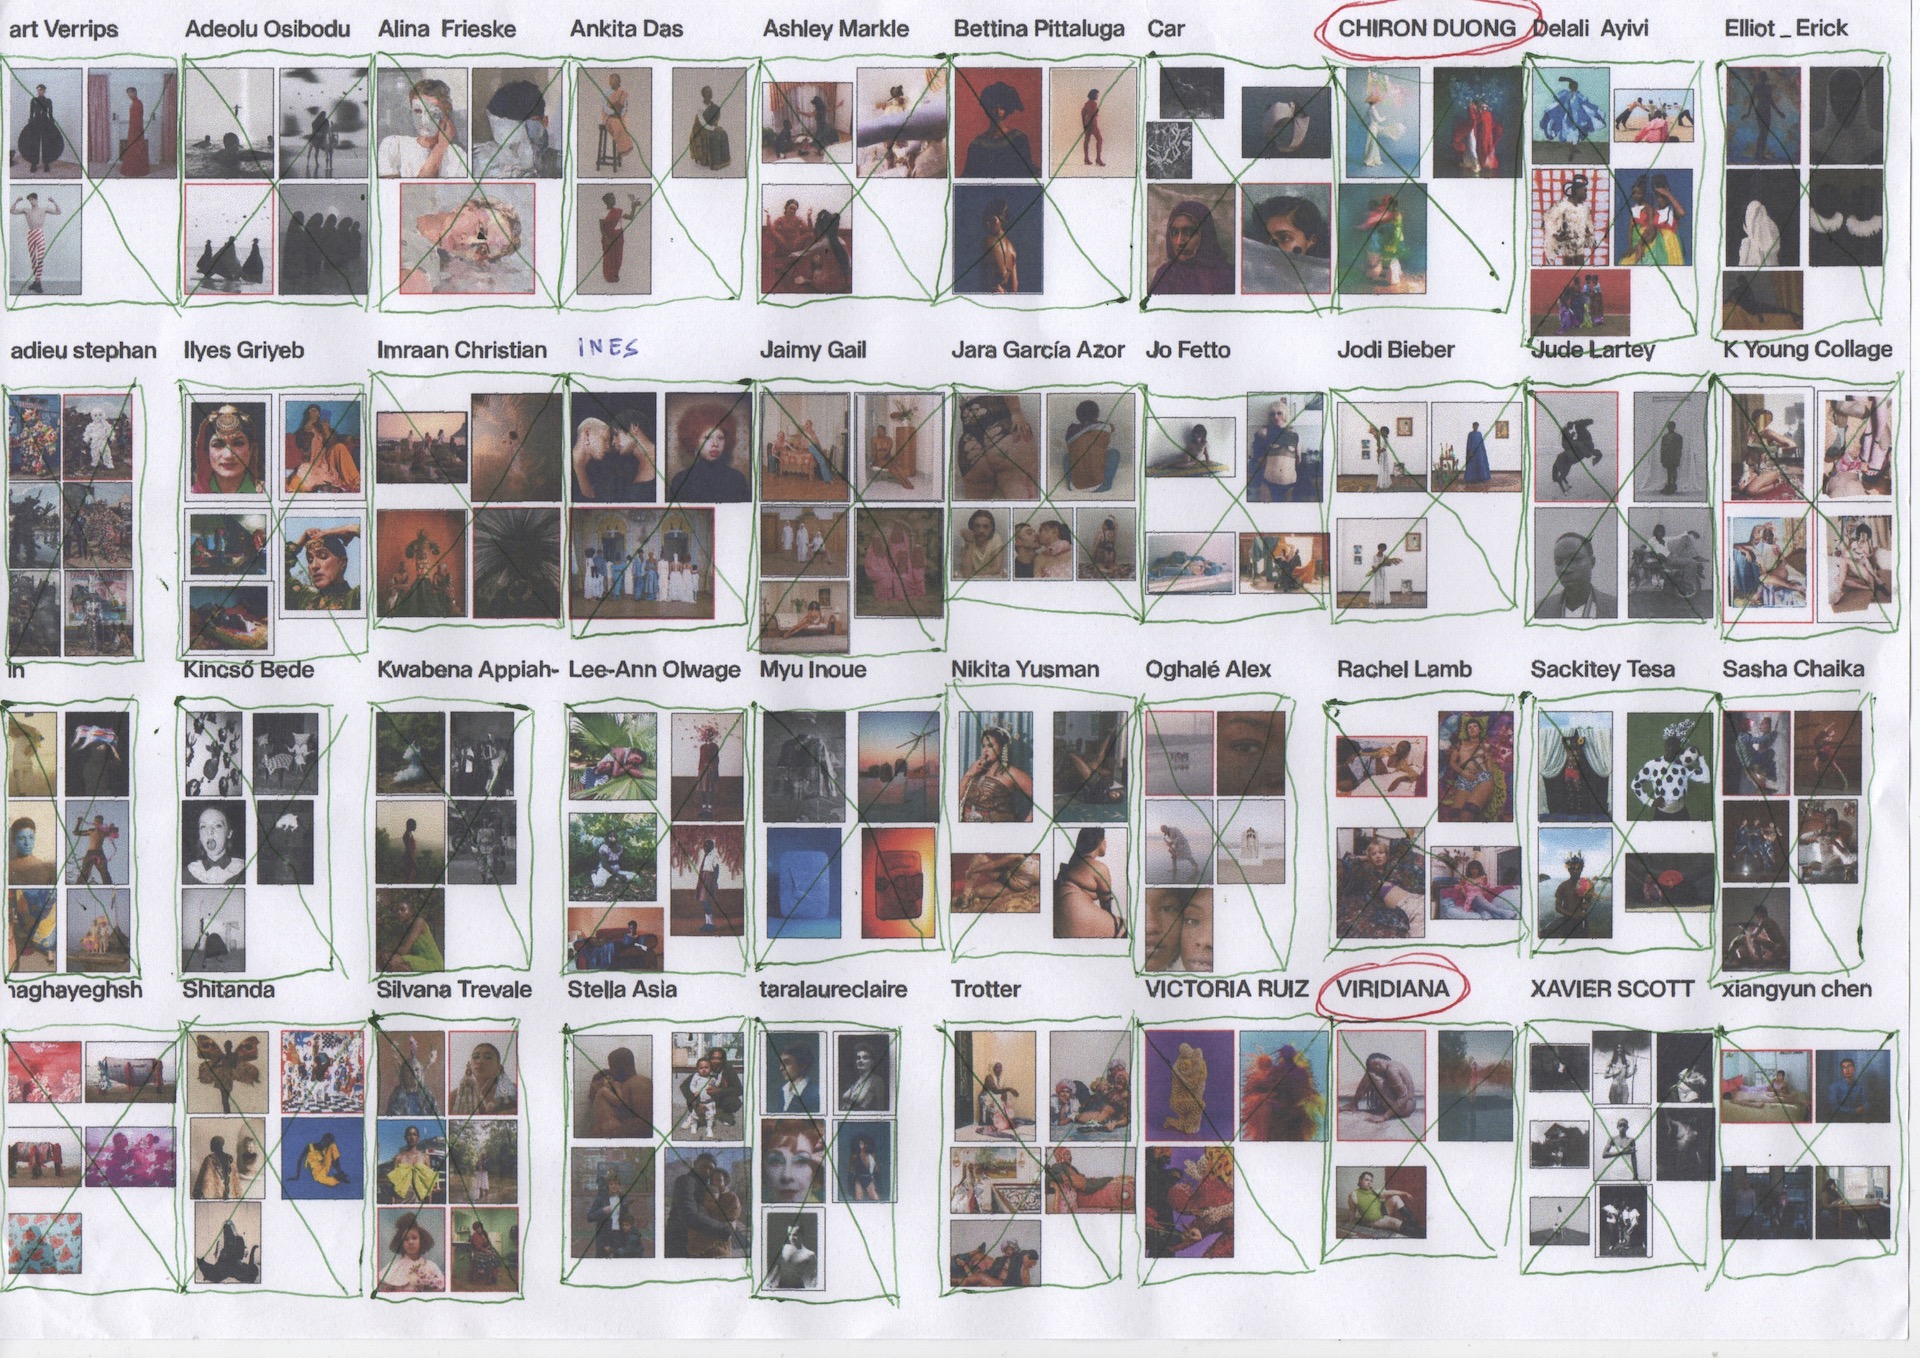 art Verrips
Adeolu Osibodu
Alina Frieske
Ankita Das
Ashley Markle
Bettina Pittaluga
Car
CHIRON DUONG
Delali Ayivi
Elliot _ Erick
adieu stephan
Ilyes Griyeb
Imraan Christian
INES
Jaimy Gail
Jara García Azor
Jo Fetto
Jodi Bieber
Jude Lartey
K Young Collage
in
Kincső Bede
Kwabena Appiah-
Lee-Ann Olwage
Myu Inoue
Nikita Yusman
Oghalé Alex
Rachel Lamb
Sackitey Tesa
Sasha Chaika
naghayeghsh
Shitanda
Silvana Trevale
Stella Asia
taralaureclaire
Trotter
VICTORIA RUIZ
VIRIDIANA
XAVIER SCOTT
xiangyun chen